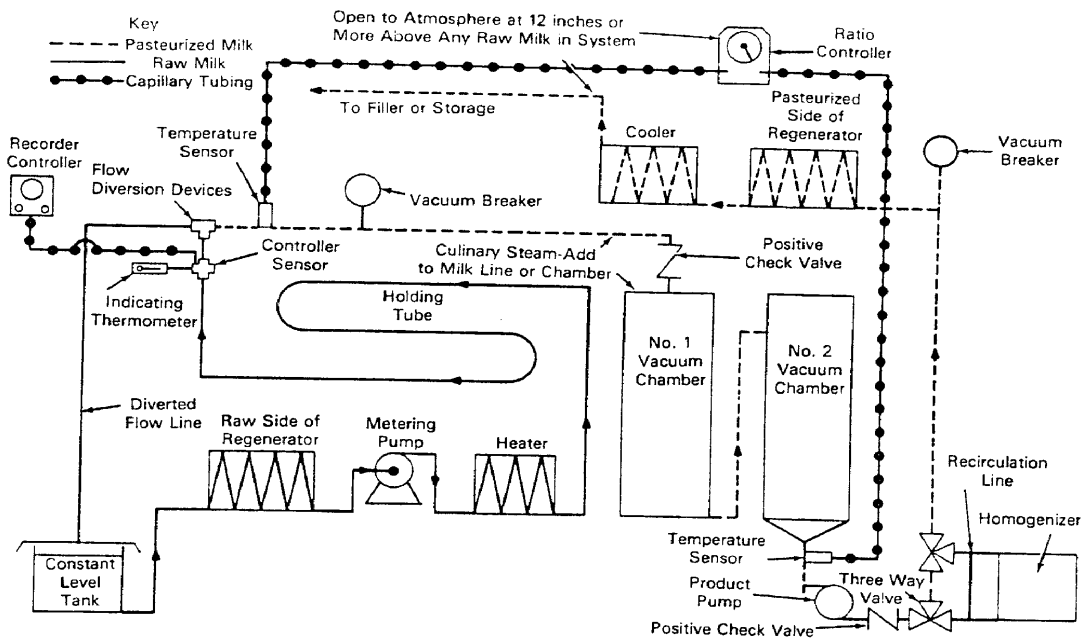 Key
Pasteurized Milk
Raw Milk
Capillary Tubing
Open to Atmosphere at 12 inches or
More Above Any Raw Milk in System
Ratio
Controller
To Filler or Storage
Cooler
Pasteurized
Side of
Regenerator
Vacuum
Breaker
Recorder
Controller
Temperature
Sensor
Flow
Diversion Devices
Vacuum Breaker
Controller
Sensor
Culinary Steam-Add
to Milk Line or Chamber
Positive
Check Valve
Indicating
Thermometer
Holding
Tube
No. 1
Vacuum
Chamber
No. 2
Vacuum
Chamber
Diverted
Flow Line
Raw Side of
Regenerator
Metering
Pump
Heater
Recirculation
Line
Homogenizer
Temperature
Sensor
Constant
Level
Tank
Product
Pump
Three Way
Valve
Positive Check Valve